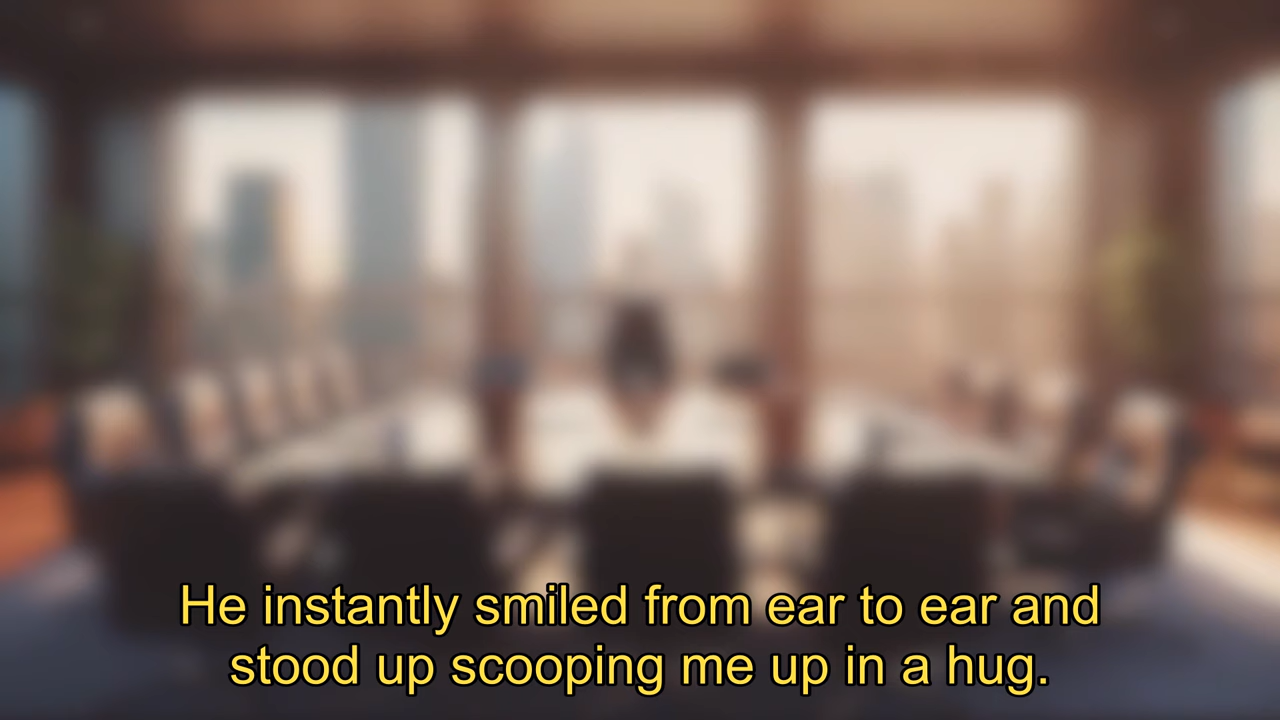 He instantly smiled from ear to ear and
stood up scooping me up in a hug.